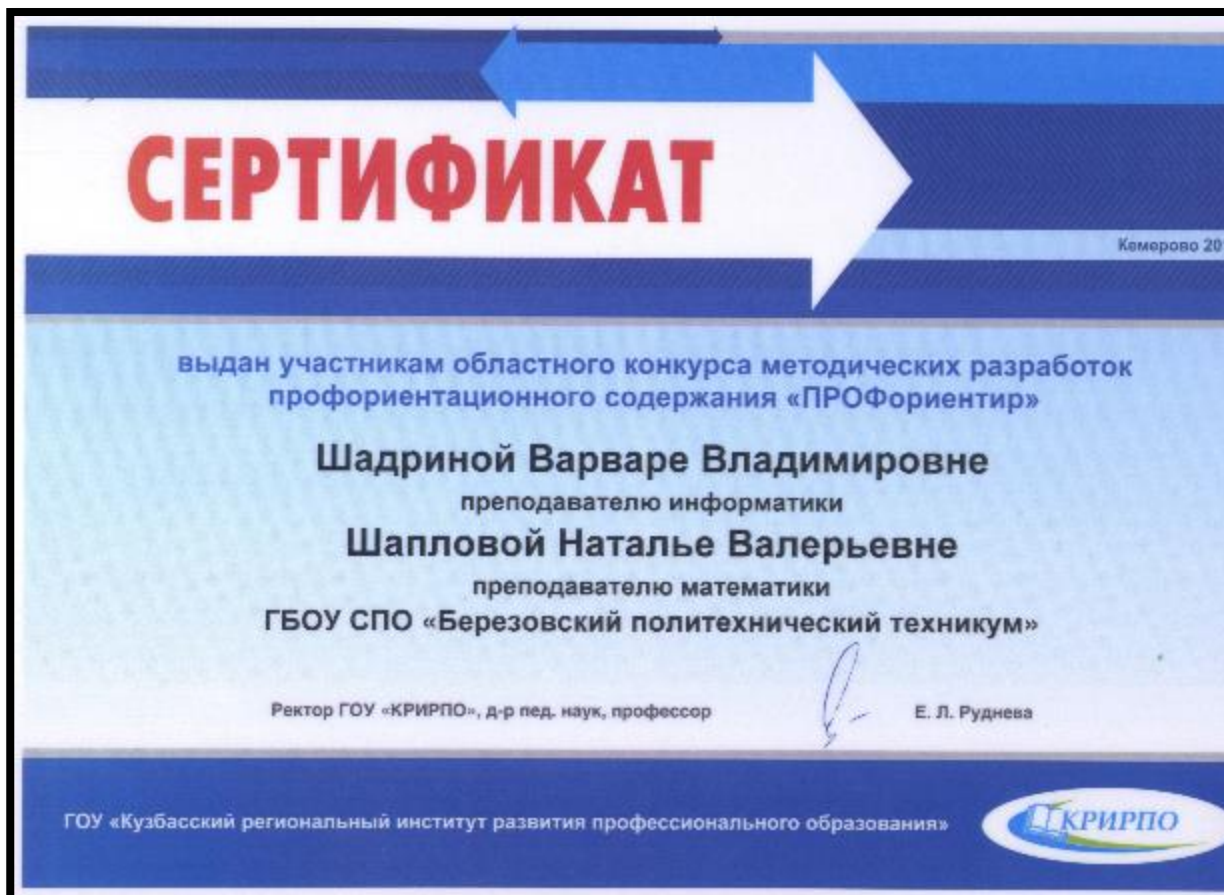 СЕРТИФИКАТ
Кемерово 20
выдан участникам областного конкурса методических разработок
профориентационного содержания «ПРОФориентир»
Шадриной Варваре Владимировне
преподавателю информатики
Шапловой Наталье Валерьевне
преподавателю математики
ГБОУ СПО «Березовский политехнический техникум»
Ректор ГОУ «КРИРПО», д-р пед. наук, профессор Е. Л. Руднева
ГОУ «Кузбасский региональный институт развития профессионального образования»
КРИРПО